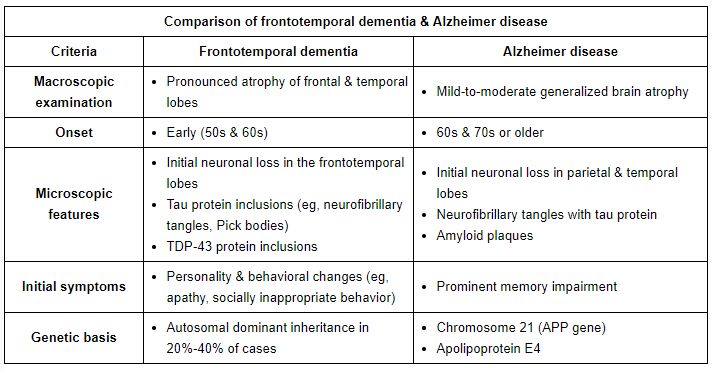 Comparison of frontotemporal dementia & Alzheimer disease
Criteria
Frontotemporal dementia
Alzheimer disease
Macroscopic
examination
• Pronounced atrophy of frontal & temporal
lobes
• Mild-to-moderate generalized brain atrophy
Onset
• Early (50s & 60s)
• 60s & 70s or older
Microscopic
features
• Initial neuronal loss in the frontotemporal
lobes
• Tau protein inclusions (eg, neurofibrillary
tangles, Pick bodies)
• TDP-43 protein inclusions
• Initial neuronal loss in parietal & temporal
lobes
• Neurofibrillary tangles with tau protein
• Amyloid plaques
Initial symptoms
• Personality & behavioral changes (eg,
apathy, socially inappropriate behavior)
• Prominent memory impairment
Genetic basis
• Autosomal dominant inheritance in
20%-40% of cases
• Chromosome 21 (APP gene)
• Apolipoprotein E4